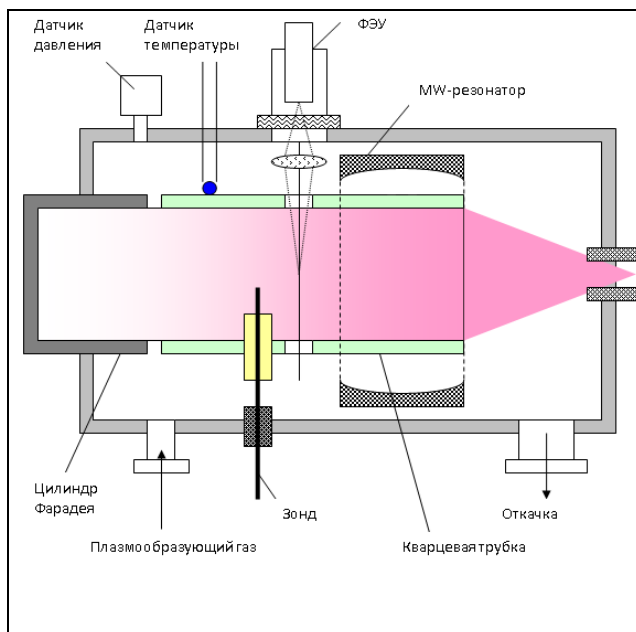 Датчик
давления
Датчик
температуры
ФЭУ
MW-резонатор
Цилиндр
Фарадея
Плазмообразующий газ
Зонд
Кварцевая трубка
Откачка